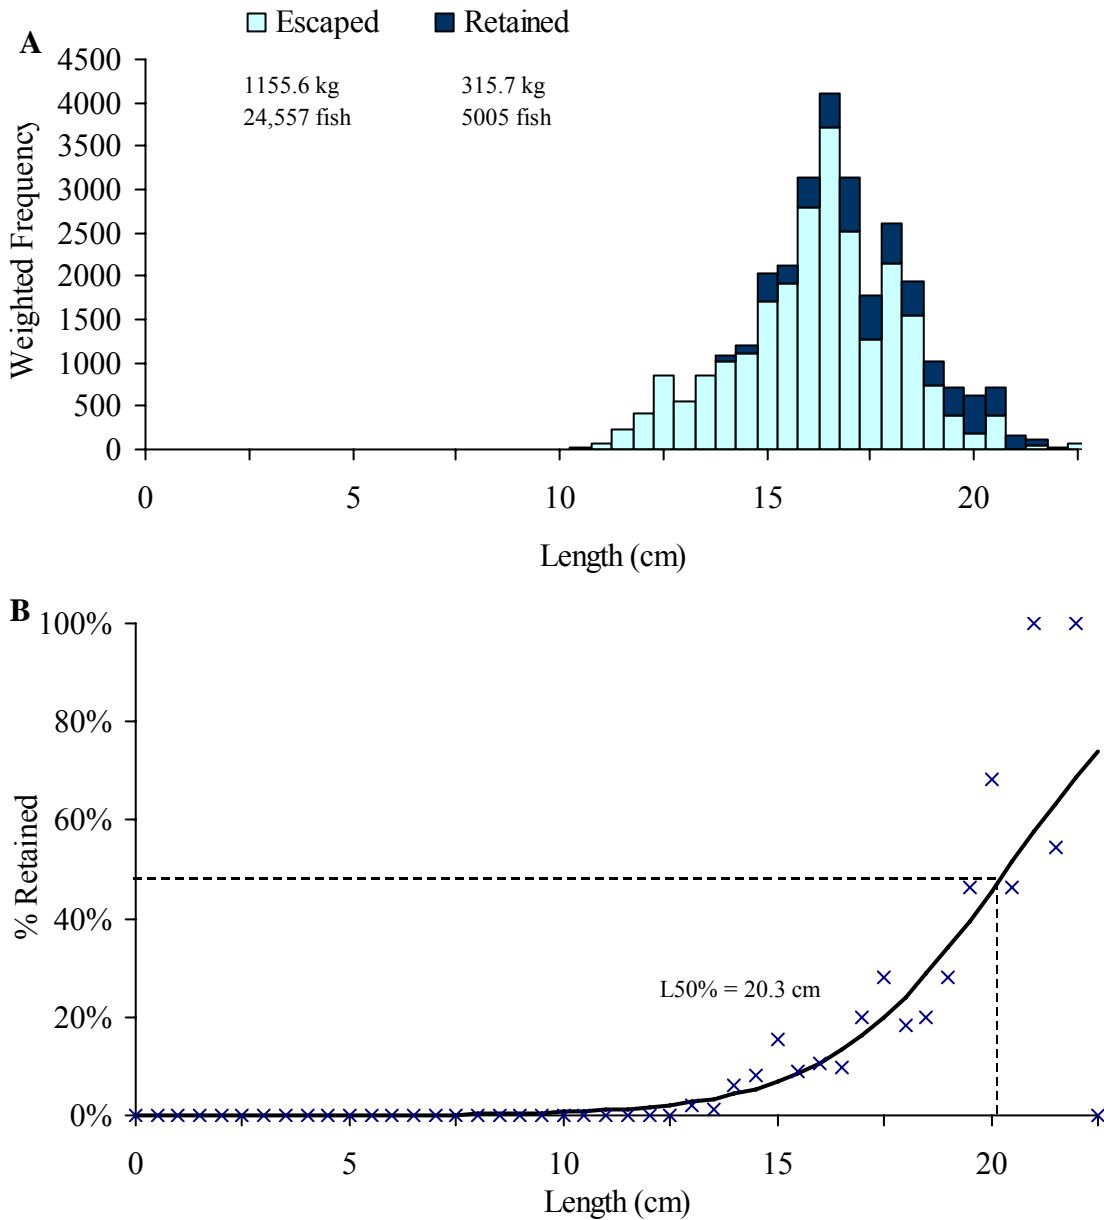 Escaped Retained
A
1155.6 kg 315.7 kg
24,557 fish 5005 fish
Weighted Frequency
4500
4000
3500
3000
2500
2000
1500
1000
500
0
0 5 10 15 20
Length (cm)
B
% Retained
100%
80%
60%
40%
20%
0%
L50% = 20.3 cm
0 5 10 15 20
Length (cm)